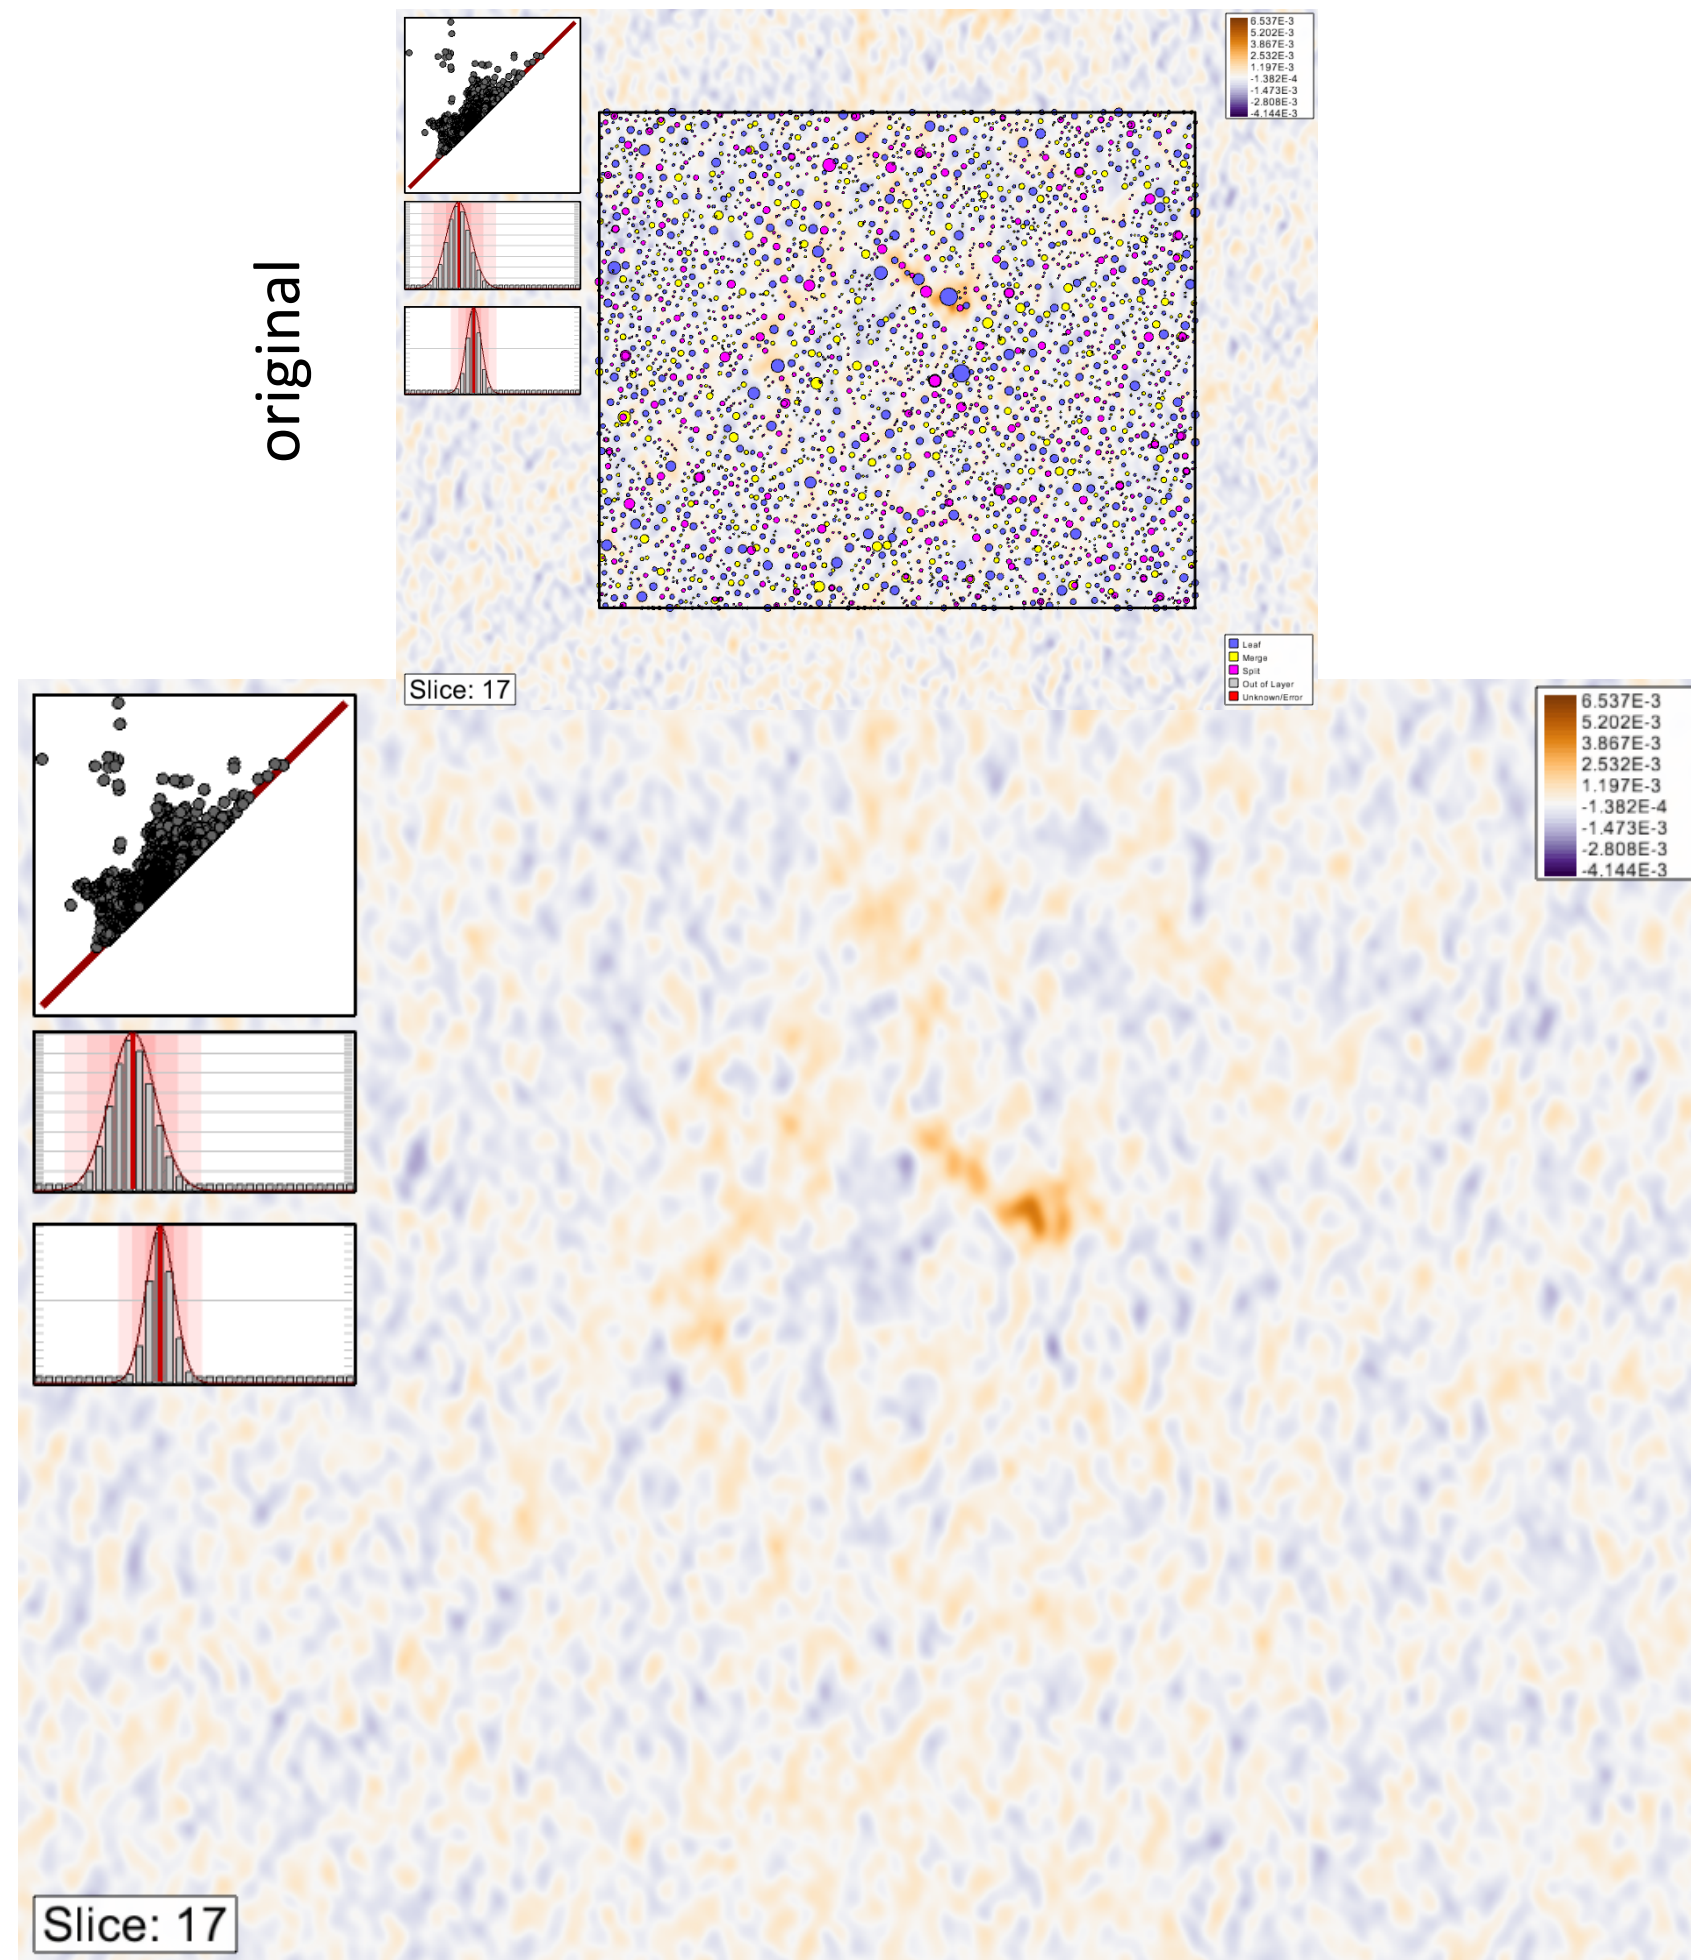 original
6.537E-3
5.202E-3
3.867E-3
2.532E-3
1.197E-3
-1.382E-4
-1.473E-3
-2.808E-3
-4.144E-3
Leaf
Merge
Split
Out of Layer
Unknown/Error
Slice: 17
6.537E-3
5.202E-3
3.867E-3
2.532E-3
1.197E-3
-1.382E-4
-1.473E-3
-2.808E-3
-4.144E-3
Slice: 17